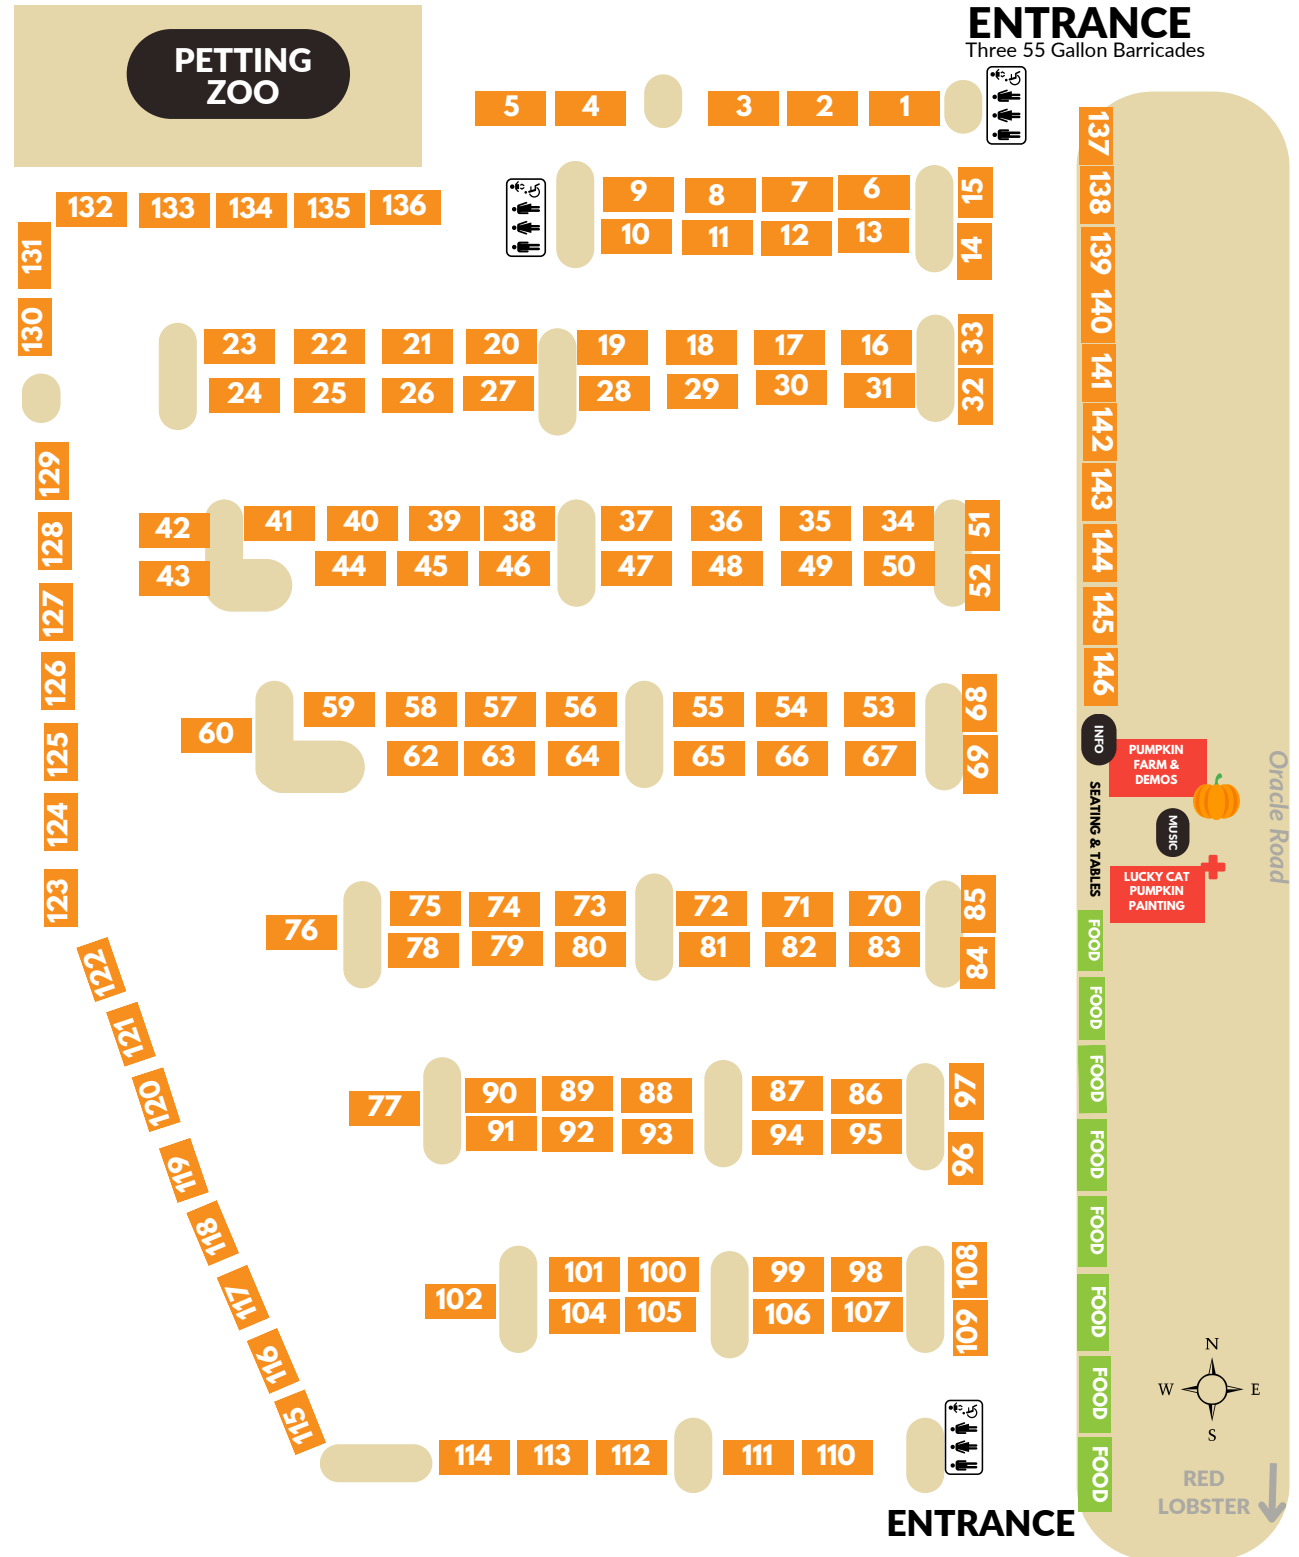 ENTRANCE
Three 55 Gallon Barricades
PETTING
ZOO
5 4 3 2 1
9 8 7 6 15
10 11 12 13 14
132 133 134 135 136
131
130
23 22 21 20 19 18 17 16 33
24 25 26 27 28 29 30 31 32
42 41 40 39 38 37 36 35 34 51
43 44 45 46 47 48 49 50 52
60 59 58 57 56 55 54 53 68
62 63 64 65 66 67 69
76 75 74 73 72 71 70 85
78 79 80 81 82 83 84
77 90 89 88 87 86 97
91 92 93 94 95 96
102 101 100 99 98 108
104 105 106 107 109
114 113 112 111 110
129
128
127
126
125
124
123
122
121
120
119
118
117
116
115
137
138
139
140
141
142
143
144
145
146
INFO
PUMPKIN
FARM &
DEMOS
SEATING & TABLES
MUSIC
LUCKY CAT
PUMPKIN
PAINTING
Oracle Road
FOOD
FOOD
FOOD
FOOD
FOOD
FOOD
FOOD
FOOD
N
W E
S
RED
LOBSTER
ENTRANCE